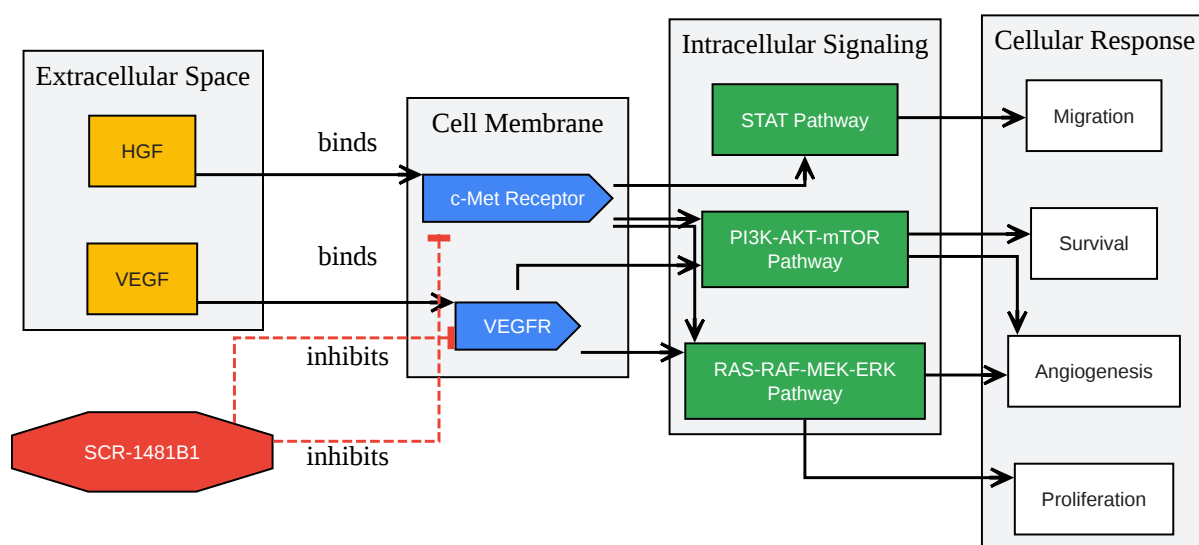 Extracellular Space
HGF
VEGF
binds
binds
inhibits
inhibits
SCR-1481B1
Cell Membrane
c-Met Receptor
VEGFR
Intracellular Signaling
STAT Pathway
PI3K-AKT-mTOR
Pathway
RAS-RAF-MEK-ERK
Pathway
Cellular Response
Migration
Survival
Angiogenesis
Proliferation